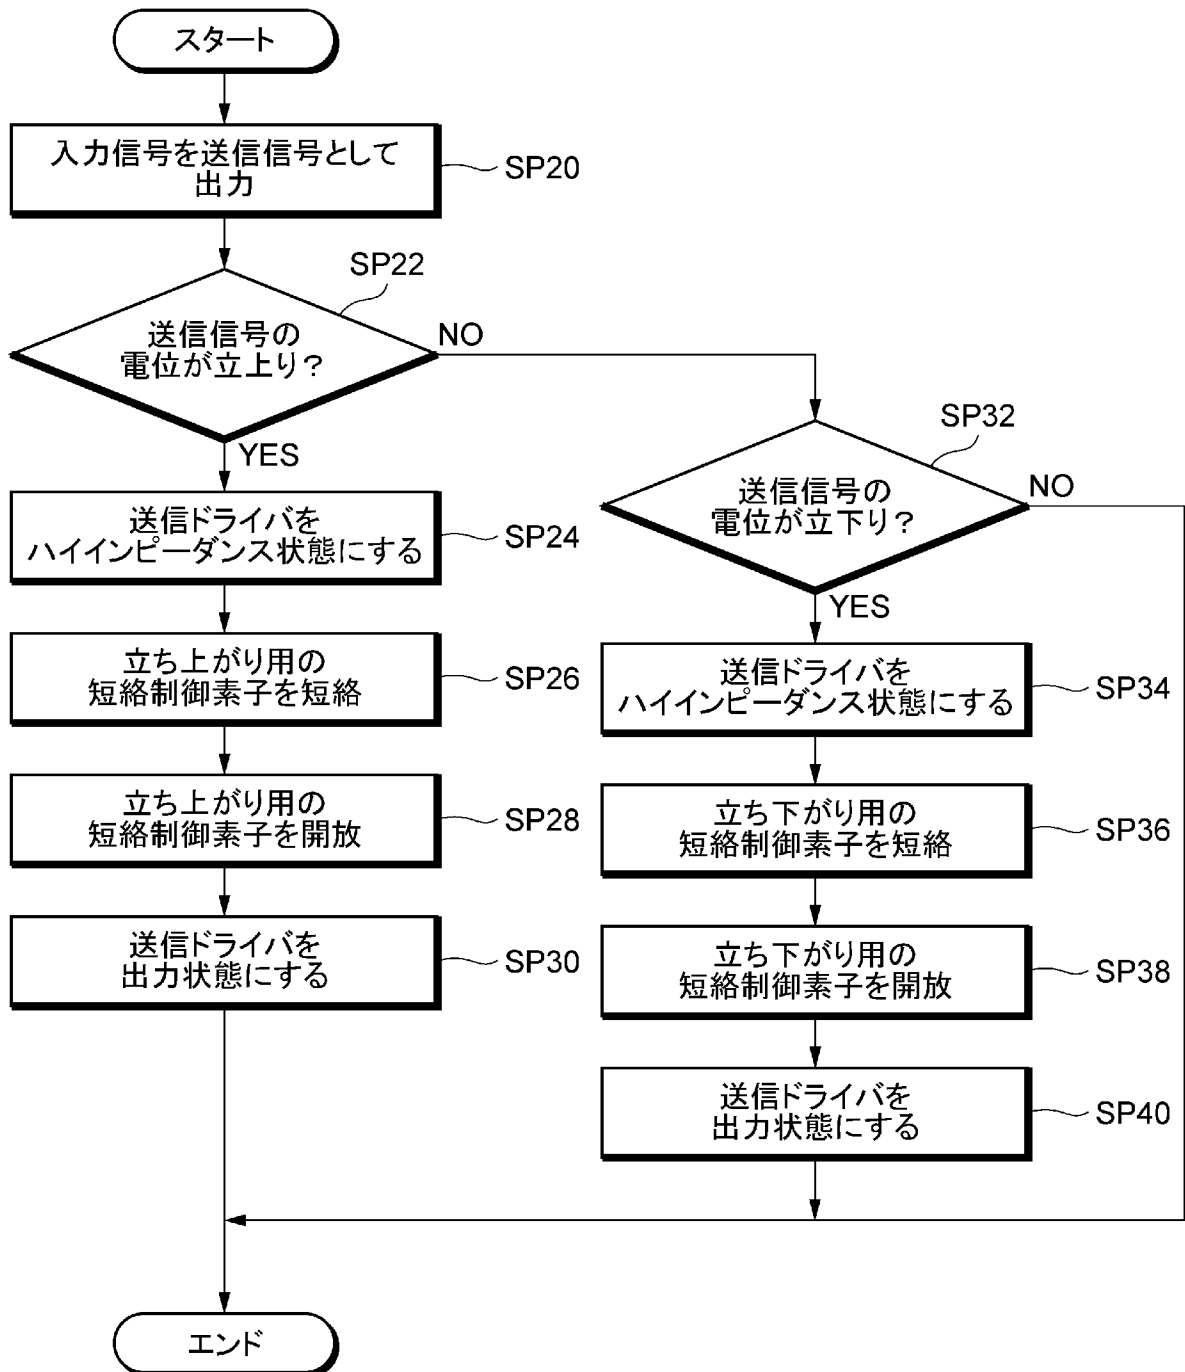 スタート
入力信号を送信信号として
出力
SP20
SP22
送信信号の
電位が立上り？
NO
YES
送信ドライバを
ハイインピーダンス状態にする
SP24
立ち上がり用の
短絡制御素子を短絡
SP26
立ち上がり用の
短絡制御素子を開放
SP28
送信ドライバを
出力状態にする
SP30
SP32
送信信号の
電位が立下り？
NO
YES
送信ドライバを
ハイインピーダンス状態にする
SP34
立ち下がり用の
短絡制御素子を短絡
SP36
立ち下がり用の
短絡制御素子を開放
SP38
送信ドライバを
出力状態にする
SP40
エンド